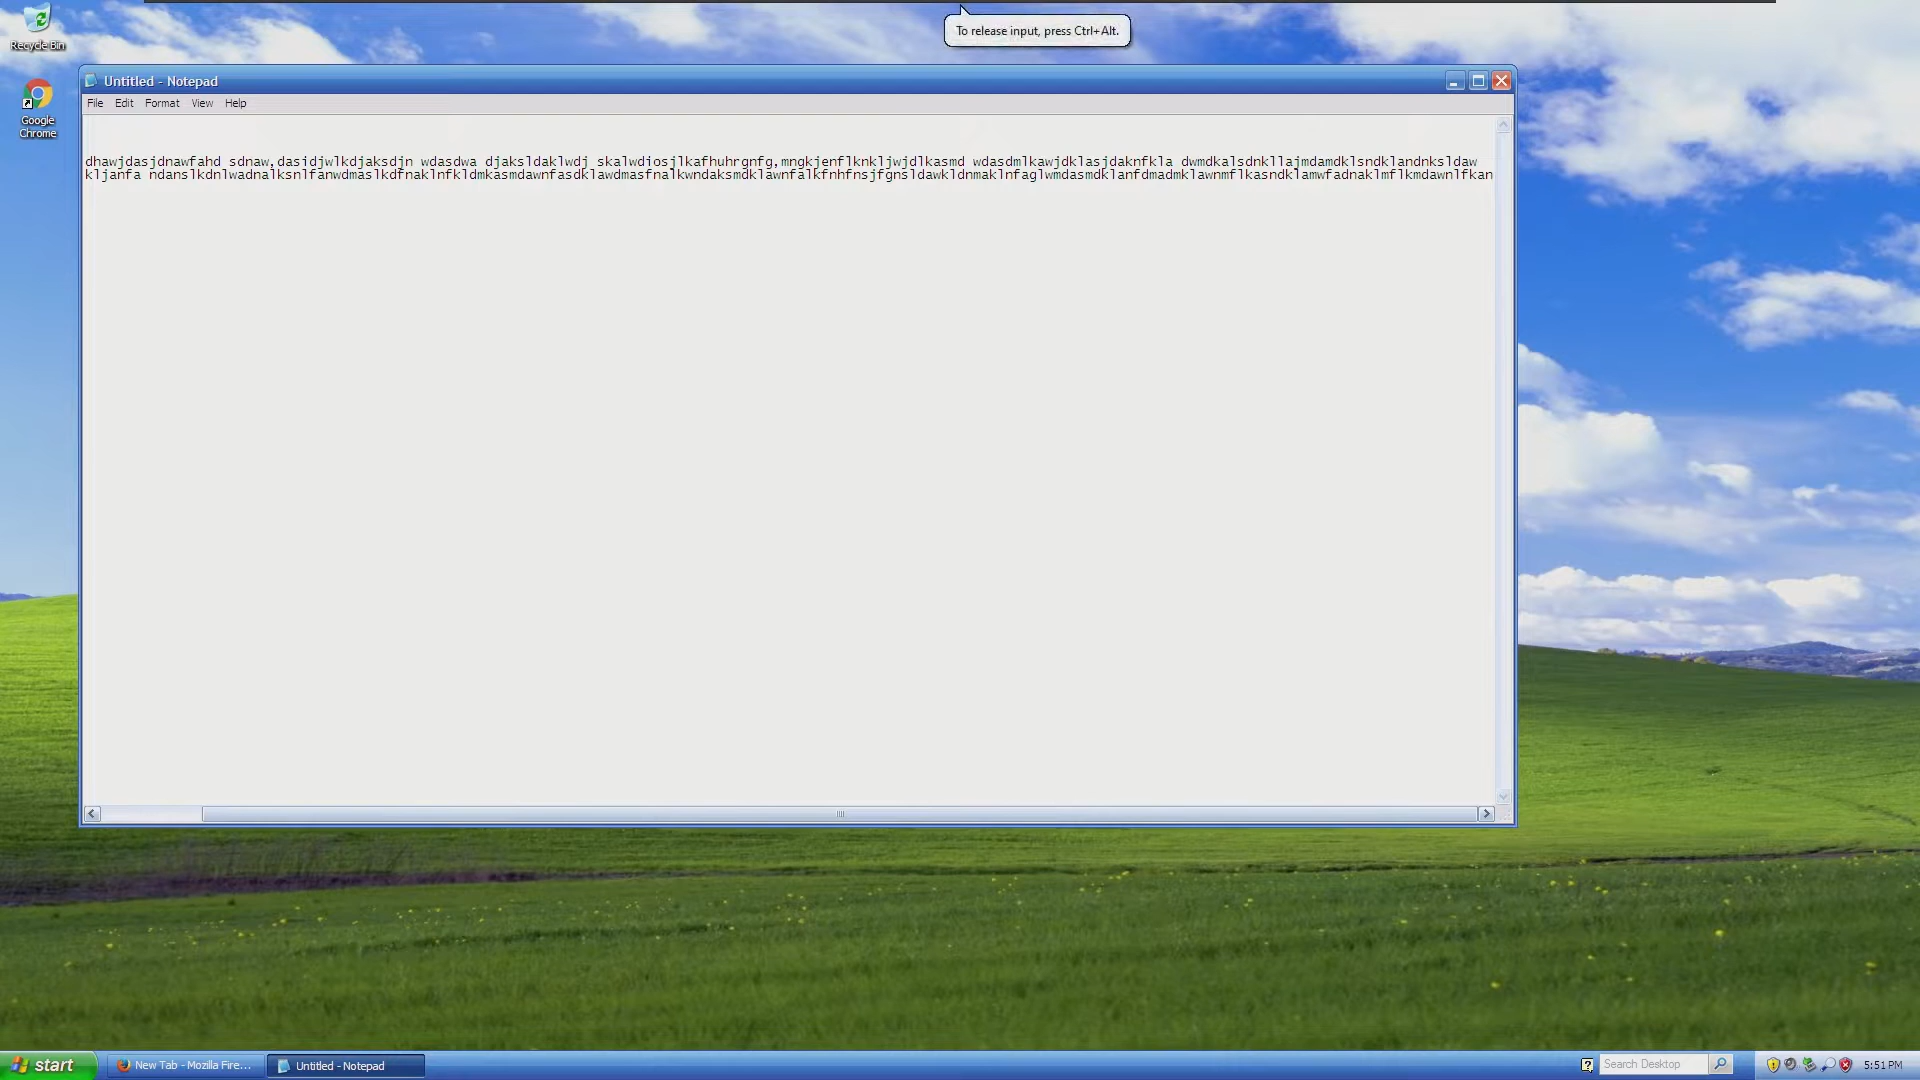 To release input, press Ctrl+Alt.
Recycle Bin
Untitled - Notepad
File Edit Format View Help
Google
Chrome
dhawjdasjdnawfahd sdnaw,dasidjwlkdjaksdjn wdasdwa djaksldaklwdj skalwdiosjlkafhuhrgnfg,mngkjenflknkljwjdlkasmd wdasdmlkawjdklasjdaknfkla dwmdkalsdnkllajmdamdklsndklandnksldaw
kljanfa ndanslkdnlwadnalksnlfanwdmaslkdfnaklnfkldmkasmdawnfasdklawdmasfnalkwndaksmdklawnfalkfnhfnsjfgnsldawkldnmaklnfaglwmdasmdklanfdmadmklawnmflkasndklamwfadnaklmflkmdawnlfkan
start New Tab - Mozilla Fire... Untitled - Notepad Search Desktop 5:51 PM